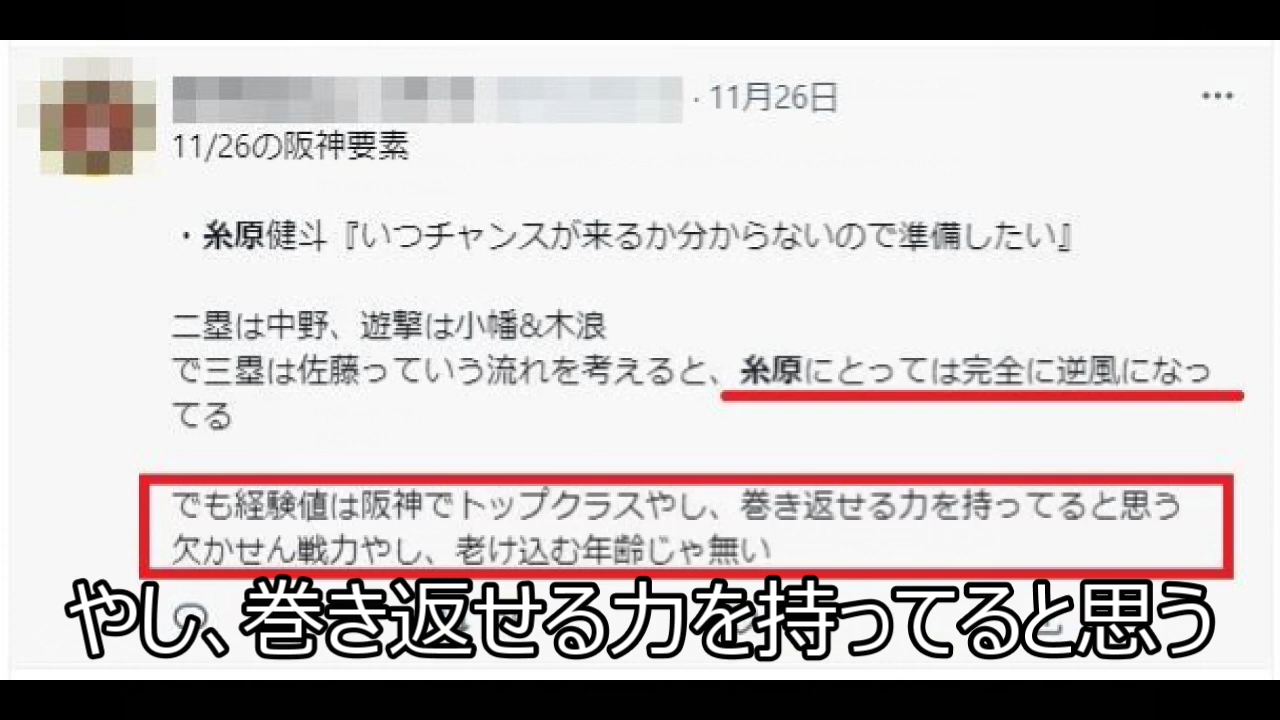 ・11月26日
11/26の阪神要素
・糸原健斗『いつチャンスが来るか分からないので準備したい』
二塁は中野、遊撃は小幡&木浪
で三塁は佐藤っていう流れを考えると、糸原にとっては完全に逆風になっ
てる
でも経験値は阪神でトップクラスやし、巻き返せる力を持ってると思う
欠かせん戦力やし、老け込む年齢じゃ無い
やし、巻き返せる力を持ってると思う